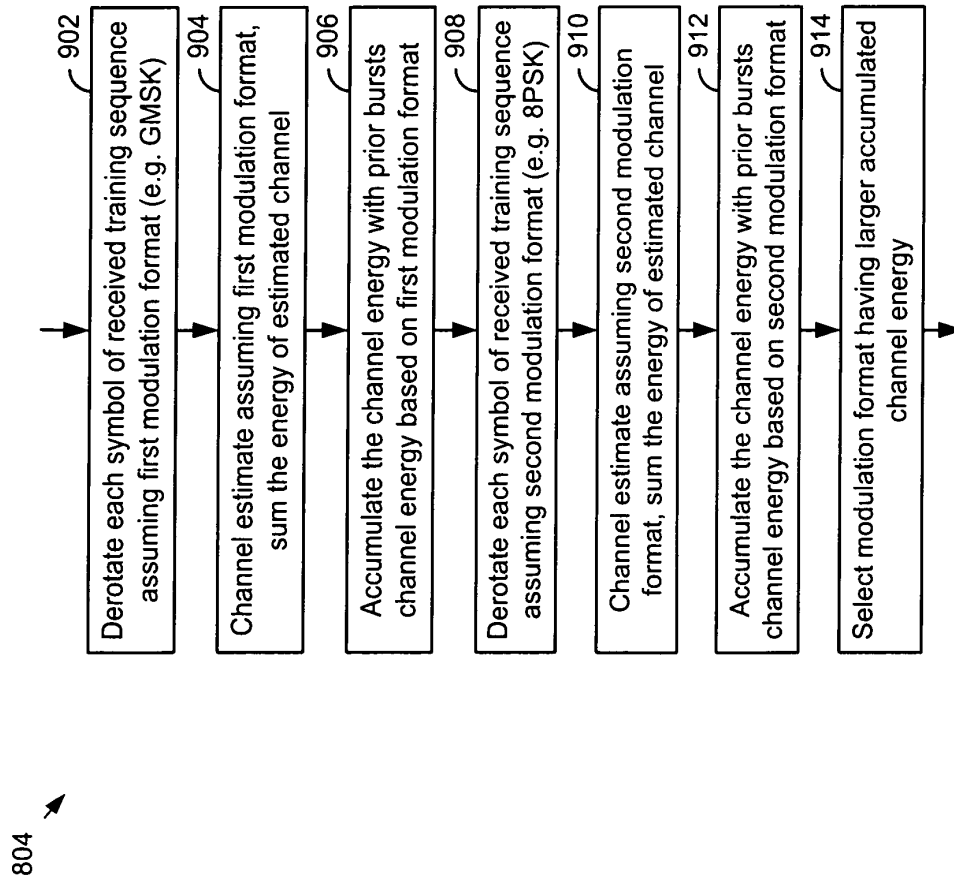 804
902
Derotate each symbol of received training sequence
assuming first modulation format (e.g. GMSK)
904
Channel estimate assuming first modulation format,
sum the energy of estimated channel
906
Accumulate the channel energy with prior bursts
channel energy based on first modulation format
908
Derotate each symbol of received training sequence
assuming second modulation format (e.g. 8PSK)
910
Channel estimate assuming second modulation
format, sum the energy of estimated channel
912
Accumulate the channel energy with prior bursts
channel energy based on second modulation format
914
Select modulation format having larger accumulated
channel energy